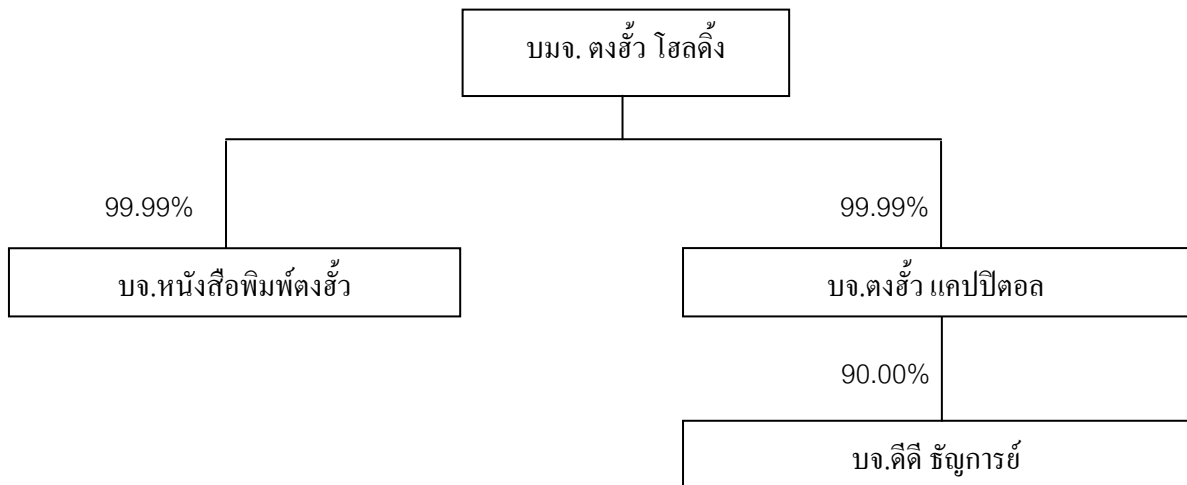 บมจ. ตงฮั้ว โฮลดิ้ง
99.99%
99.99%
บจ.หนังสือพิมพ์ตงฮั้ว
บจ.ตงฮั้ว แคปปิตอล
90.00%
บจ.ดีดี ธัญการย์